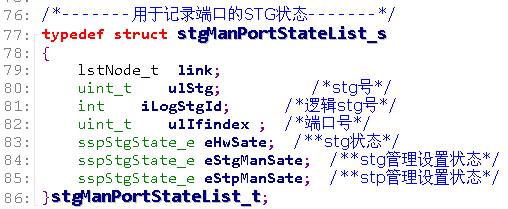 76: /*-------用于记录端口的STG状态--------*/
77: typedef struct stgManPortStateList_s
78: {
79: lstNode_t link;
80: uint_t ulStg; /*stg号*/
81: int iLogStgId; /*逻辑stg号*/
82: uint_t ulIfindex ; /*端口号*/
83: sspStgState_e eHwSate; /**stg状态*/
84: sspStgState_e eStgManSate; /**stg管理设置状态*/
85: sspStgState_e eStpManSate; /**stp管理设置状态*/
86: }stgManPortStateList_t;